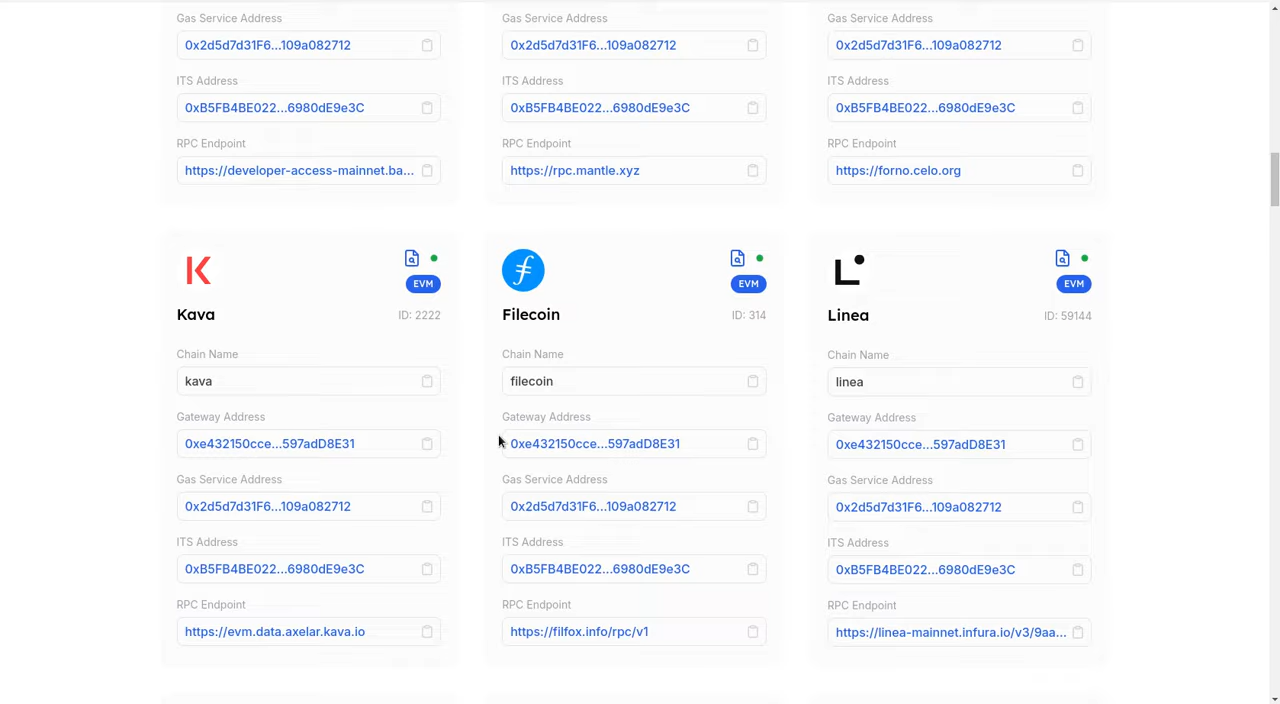 Gas Service Address
0x2d5d7d31F6...109a082712
ITS Address
0xB5FB4BE022...6980dE9e3C
RPC Endpoint
https://developer-access-mainnet.ba...
Gas Service Address
0x2d5d7d31F6...109a082712
ITS Address
0xB5FB4BE022...6980dE9e3C
RPC Endpoint
https://rpc.mantle.xyz
Gas Service Address
0x2d5d7d31F6...109a082712
ITS Address
0xB5FB4BE022...6980dE9e3C
RPC Endpoint
https://forno.celo.org
EVM
Kava
ID: 2222
Chain Name
kava
Gateway Address
0xe432150cce...597adD8E31
Gas Service Address
0x2d5d7d31F6...109a082712
ITS Address
0xB5FB4BE022...6980dE9e3C
RPC Endpoint
https://evm.data.axelar.kava.io
EVM
Filecoin
ID: 314
Chain Name
filecoin
Gateway Address
0xe432150cce...597adD8E31
Gas Service Address
0x2d5d7d31F6...109a082712
ITS Address
0xB5FB4BE022...6980dE9e3C
RPC Endpoint
https://filfox.info/rpc/v1
EVM
Linea
ID: 59144
Chain Name
linea
Gateway Address
0xe432150cce...597adD8E31
Gas Service Address
0x2d5d7d31F6...109a082712
ITS Address
0xB5FB4BE022...6980dE9e3C
RPC Endpoint
https://linea-mainnet.infura.io/v3/9aa...